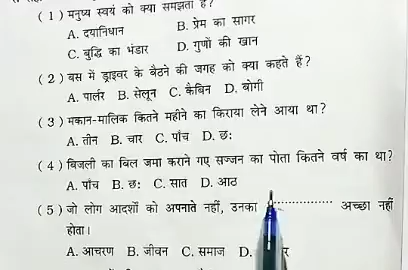 ( 1 ) मनुष्य स्वयं को क्या समझता है?
A. दयानिधान B. प्रेम का सागर
C. बुद्धि का भंडार D. गुणों की खान
( 2 ) बस में ड्राइवर के बैठने की जगह को क्या कहते हैं?
A. पार्लर B. सेलून C. कैबिन D. बोगी
( 3 ) मकान-मालिक कितने महीने का किराया लेने आया था?
A. तीन B. चार C. पाँच D. छः
( 4 ) बिजली का बिल जमा कराने गए सज्जन का पोता कितने वर्ष का था?
A. पाँच B. छः C. सात D. आठ
( 5 ) जो लोग आदर्शों को अपनाते नहीं, उनका ............... अच्छा नहीं
होता।
A. आचरण B. जीवन C. समाज D.